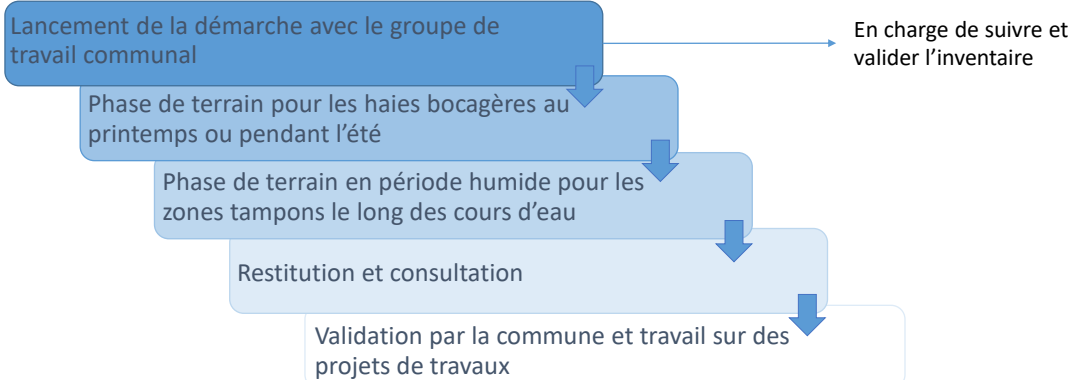 Lancement de la démarche avec le groupe de
travail communal
En charge de suivre et
valider l’inventaire
Phase de terrain pour les haies bocagères au
printemps ou pendant l’été
Phase de terrain en période humide pour les
zones tampons le long des cours d’eau
Restitution et consultation
Validation par la commune et travail sur des
projets de travaux